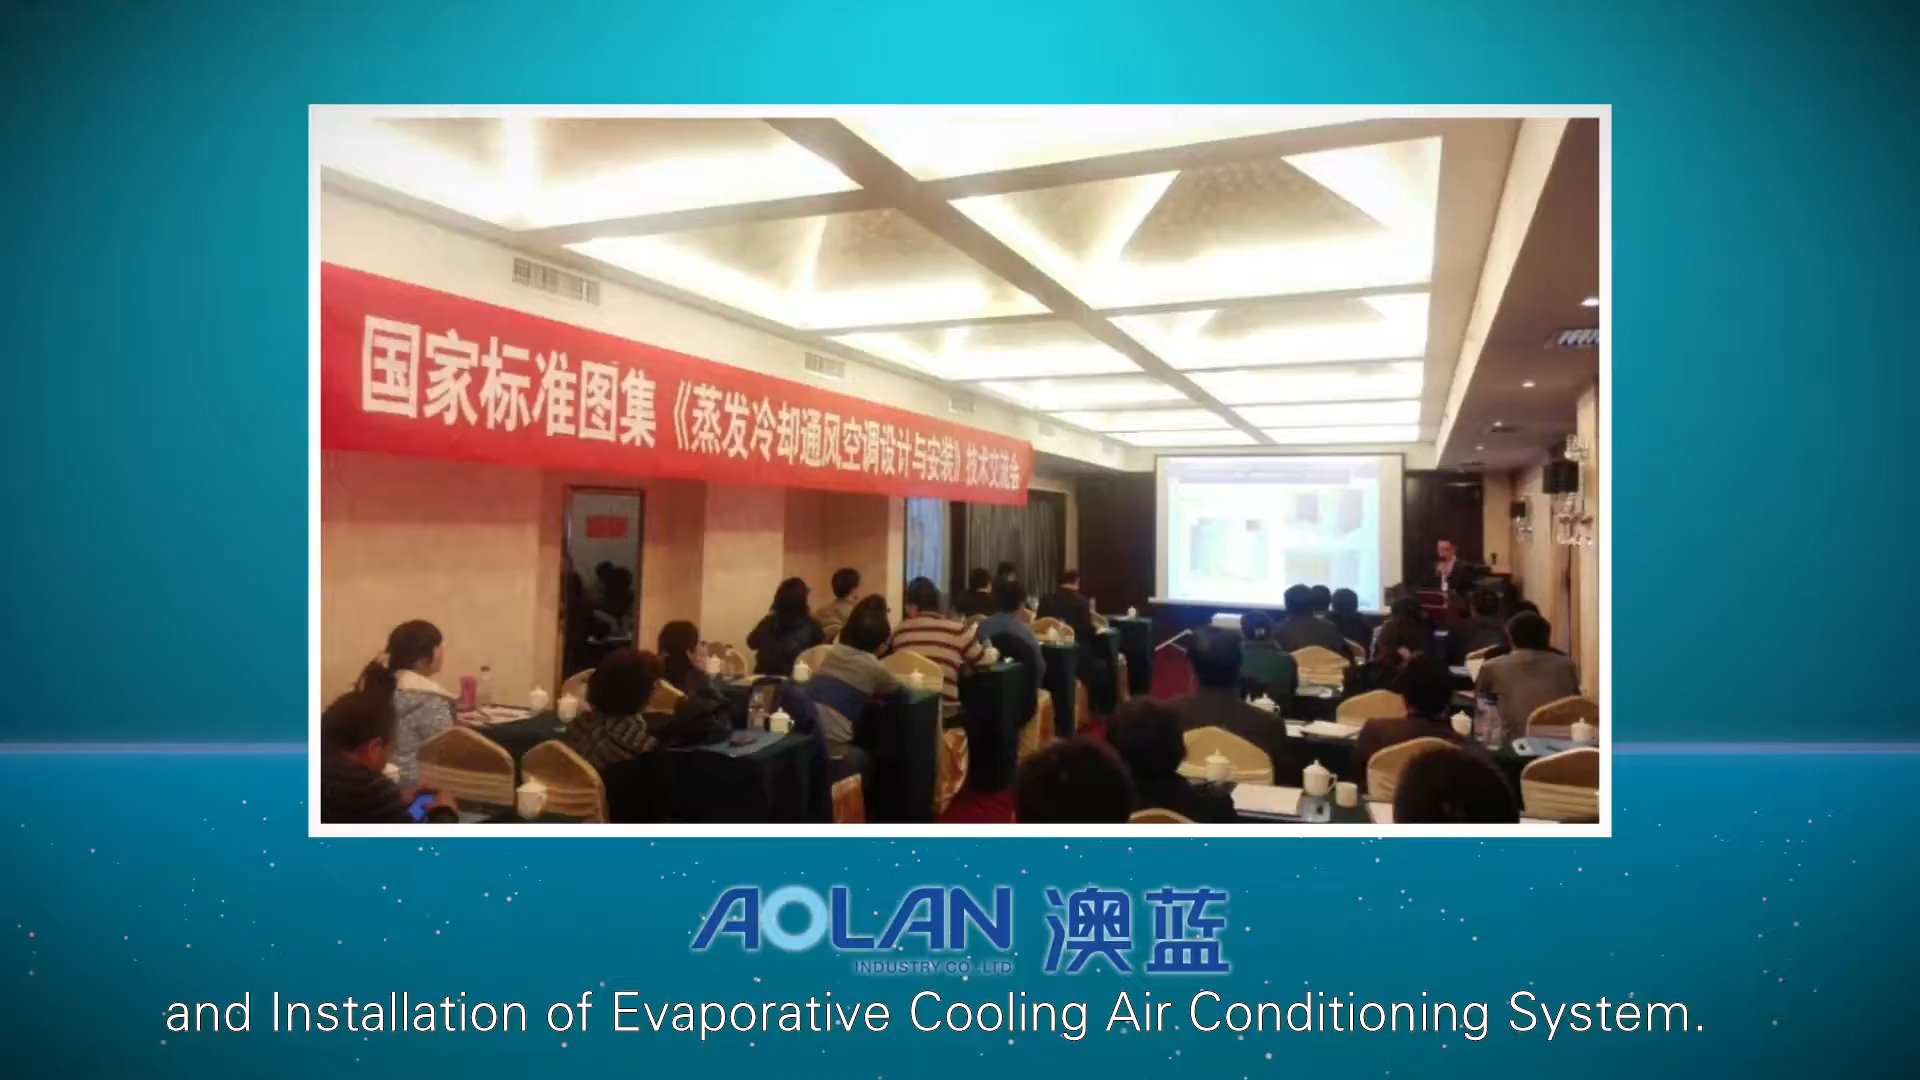 国家标准图集《蒸发冷却通风空调设计与安装》技术交流会
AOLAN 澳蓝
INDUSTRY CO.,LTD
and Installation of Evaporative Cooling Air Conditioning System.